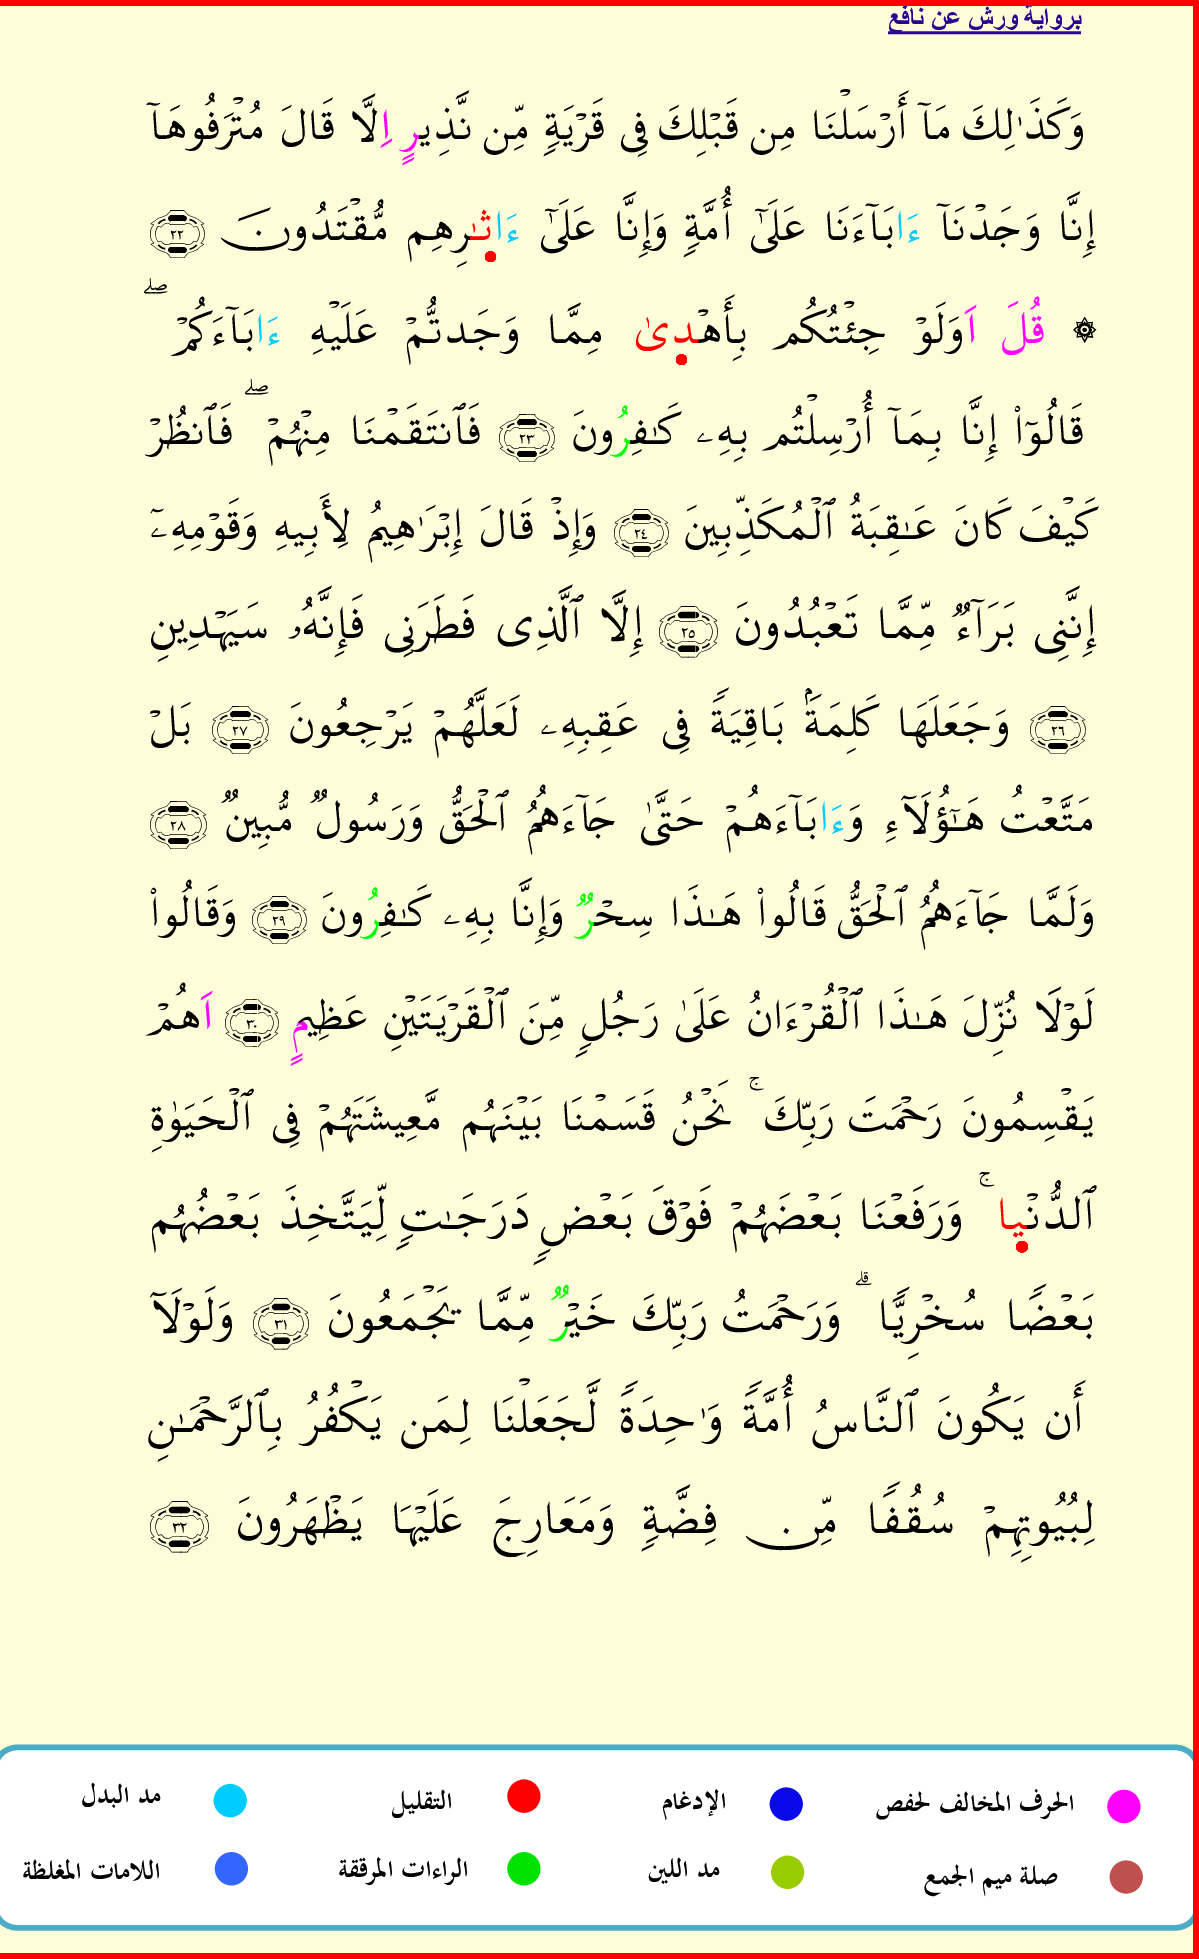 برواية ورش عن نافع
وَكَذَٰلِكَ مَآ أَرْسَلْنَا مِن قَبْلِكَ فِى قَرْيَةٍ مِّن نَّذِيرٍ اِلَّا قَالَ مُتْرَفُوهَآ
إِنَّا وَجَدْنَآ ءَابَآءَنَا عَلَىٰٓ أُمَّةٍ وَإِنَّا عَلَىٰٓ ءَاثَٰرِهِم مُّقْتَدُونَ ٢٢
۞ قُلَ اَوَلَوْ جِئْتُكُم بِأَهْدِىٰ مِمَّا وَجَدتُّمْ عَلَيْهِ ءَابَآءَكُمْ ۖ
قَالُوٓا۟ إِنَّا بِمَآ أُرْسِلْتُم بِهِۦ كَٰفِرُونَ ٢٣ فَٱنتَقَمْنَا مِنْهُمْ ۖ فَٱنظُرْ
كَيْفَ كَانَ عَٰقِبَةُ ٱلْمُكَذِّبِينَ ٢٤ وَإِذْ قَالَ إِبْرَٰهِيمُ لِأَبِيهِ وَقَوْمِهِۦٓ
إِنَّنِى بَرَآءٌ مِّمَّا تَعْبُدُونَ ٢٥ إِلَّا ٱلَّذِى فَطَرَنِى فَإِنَّهُۥ سَيَهْدِينِ
٢٦ وَجَعَلَهَا كَلِمَةًۢ بَاقِيَةً فِى عَقِبِهِۦ لَعَلَّهُمْ يَرْجِعُونَ ٢٧ بَلْ
مَتَّعْتُ هَٰٓؤُلَآءِ وَءَابَآءَهُمْ حَتَّىٰ جَآءَهُمُ ٱلْحَقُّ وَرَسُولٌ مُّبِينٌ ٢٨
وَلَمَّا جَآءَهُمُ ٱلْحَقُّ قَالُوا۟ هَٰذَا سِحْرٌ وَإِنَّا بِهِۦ كَٰفِرُونَ ٢٩ وَقَالُوا۟
لَوْلَا نُزِّلَ هَٰذَا ٱلْقُرْءَانُ عَلَىٰ رَجُلٍ مِّنَ ٱلْقَرْيَتَيْنِ عَظِيمٍ ٣٠ اَهُمْ
يَقْسِمُونَ رَحْمَتَ رَبِّكَ ۚ نَحْنُ قَسَمْنَا بَيْنَهُم مَّعِيشَتَهُمْ فِى ٱلْحَيَوٰةِ
ٱلدُّنْيا ۚ وَرَفَعْنَا بَعْضَهُمْ فَوْقَ بَعْضٍ دَرَجَٰتٍ لِّيَتَّخِذَ بَعْضُهُم
بَعْضًا سُخْرِيًّا ۗ وَرَحْمَتُ رَبِّكَ خَيْرٌ مِّمَّا يَجْمَعُونَ ٣١ وَلَوْلَآ
أَن يَكُونَ ٱلنَّاسُ أُمَّةً وَٰحِدَةً لَّجَعَلْنَا لِمَن يَكْفُرُ بِٱلرَّحْمَٰنِ
لِبُيُوتِهِمْ سُقُفًا مِّن فِضَّةٍ وَمَعَارِجَ عَلَيْهَا يَظْهَرُونَ ٣٢
الحرف المخالف لحفص الإدغام التقليل مد البدل
صلة ميم الجمع مد اللين الراءات المرققة اللامات المغلظة